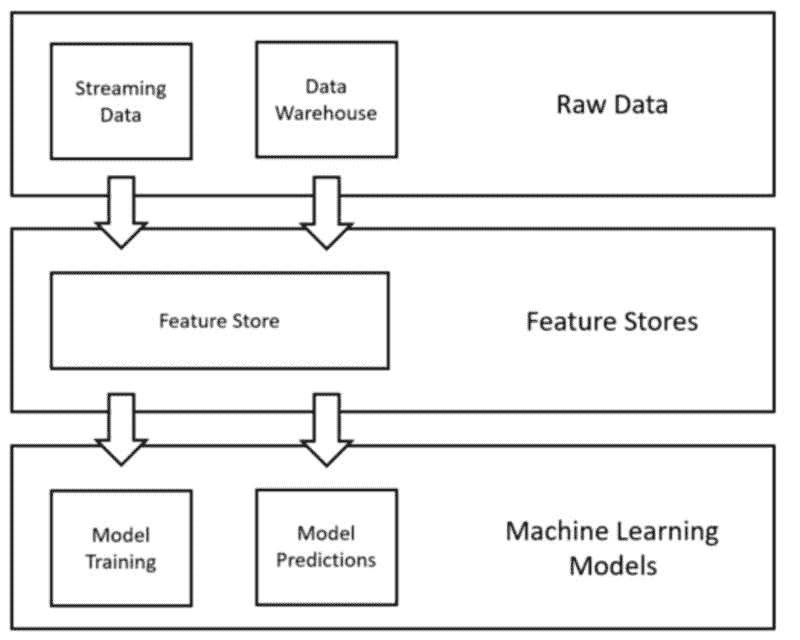 Streaming
Data
Data
Warehouse
Raw Data
Feature Store
Feature Stores
Model
Training
Model
Predictions
Machine Learning
Models